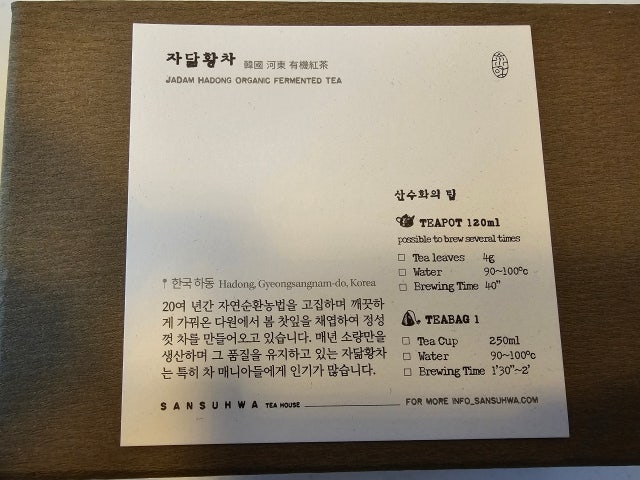 자닮황차 韓國 河東 有機紅茶
JADAM HADONG ORGANIC FERMENTED TEA
산수화의 팁
TEAPOT 120ml
possible to brew several times
Tea leaves 4g
Water 90~100°c
Brewing Time 40"
TEABAG 1
Tea Cup 250ml
Water 90~100°c
Brewing Time 1'30"~2'
한국 하동 Hadong, Gyeongsangnam-do, Korea
20여 년간 자연순환농법을 고집하며 깨끗하
게 가꿔온 다원에서 봄 찻잎을 채엽하여 정성
껏 차를 만들어오고 있습니다. 매년 소량만을
생산하며 그 품질을 유지하고 있는 자닮황차
는 특히 차 매니아들에게 인기가 많습니다.
SANSUHWA TEA HOUSE
FOR MORE INFO_SANSUHWA.COM